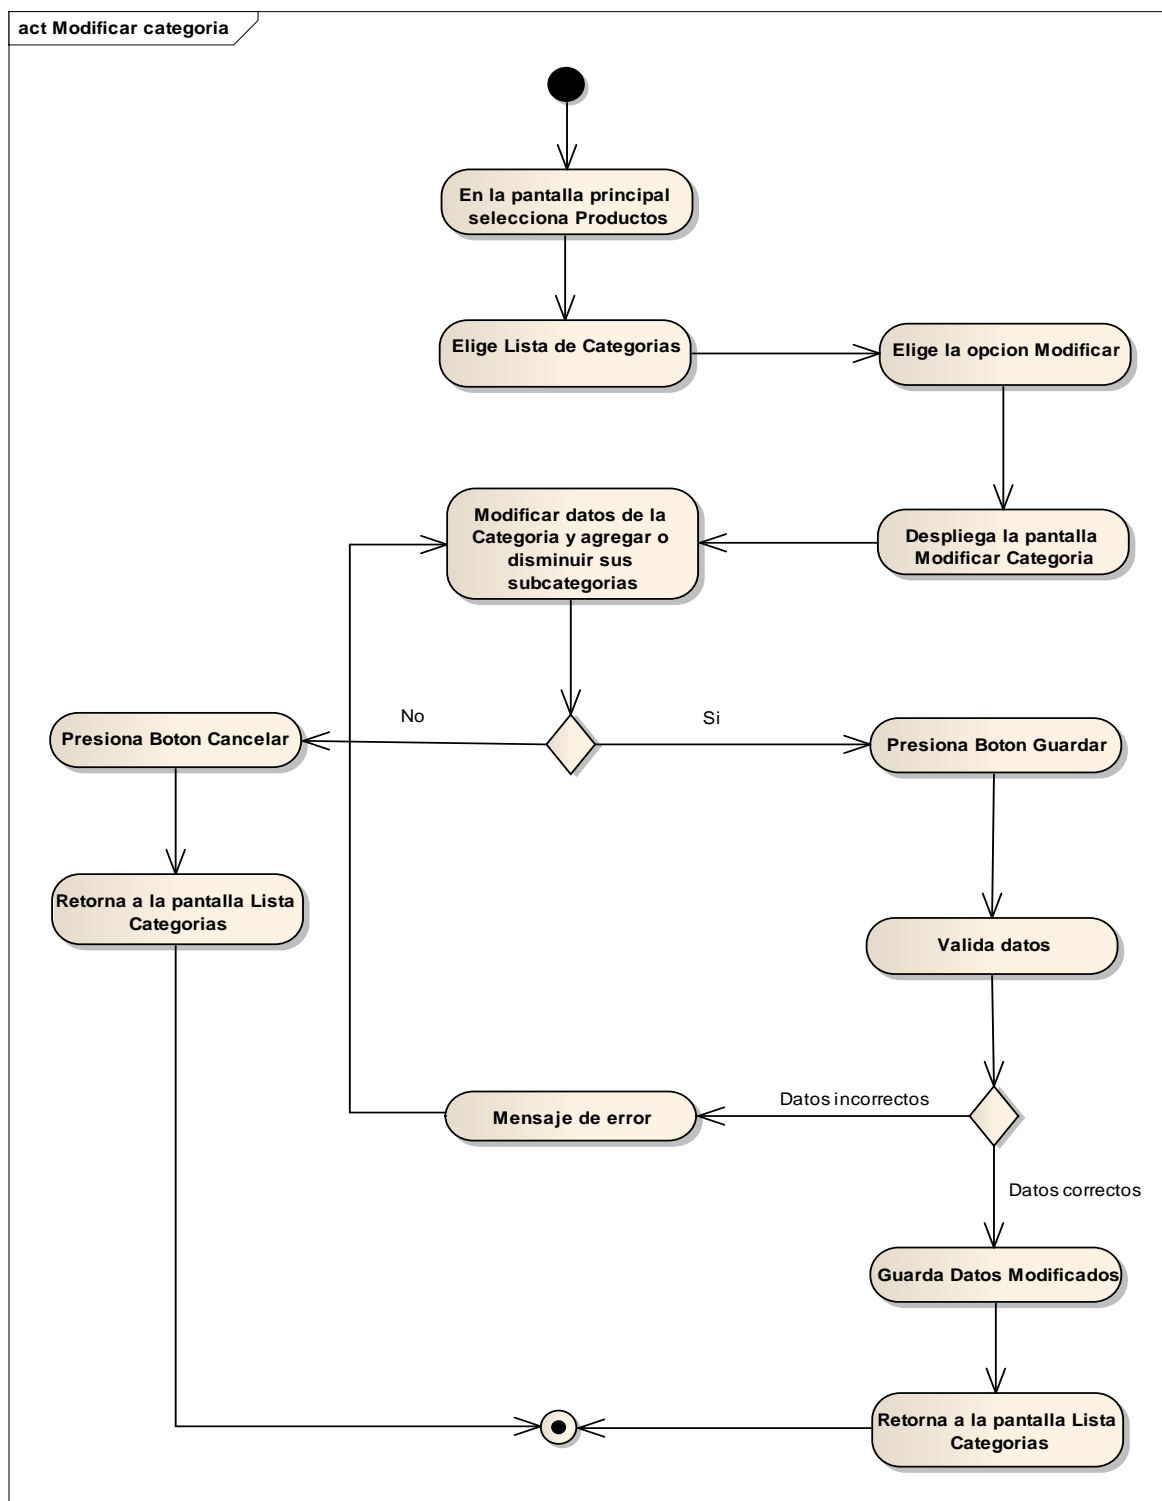 act Modificar categoria
En la pantalla principal
selecciona Productos
Elige Lista de Categorias
Elige la opcion Modificar
Modificar datos de la
Categoria y agregar o
disminuir sus
subcategorias
Despliega la pantalla
Modificar Categoria
No
Si
Presiona Boton Cancelar
Presiona Boton Guardar
Retorna a la pantalla Lista
Categorias
Valida datos
Datos incorrectos
Mensaje de error
Datos correctos
Guarda Datos Modificados
Retorna a la pantalla Lista
Categorias